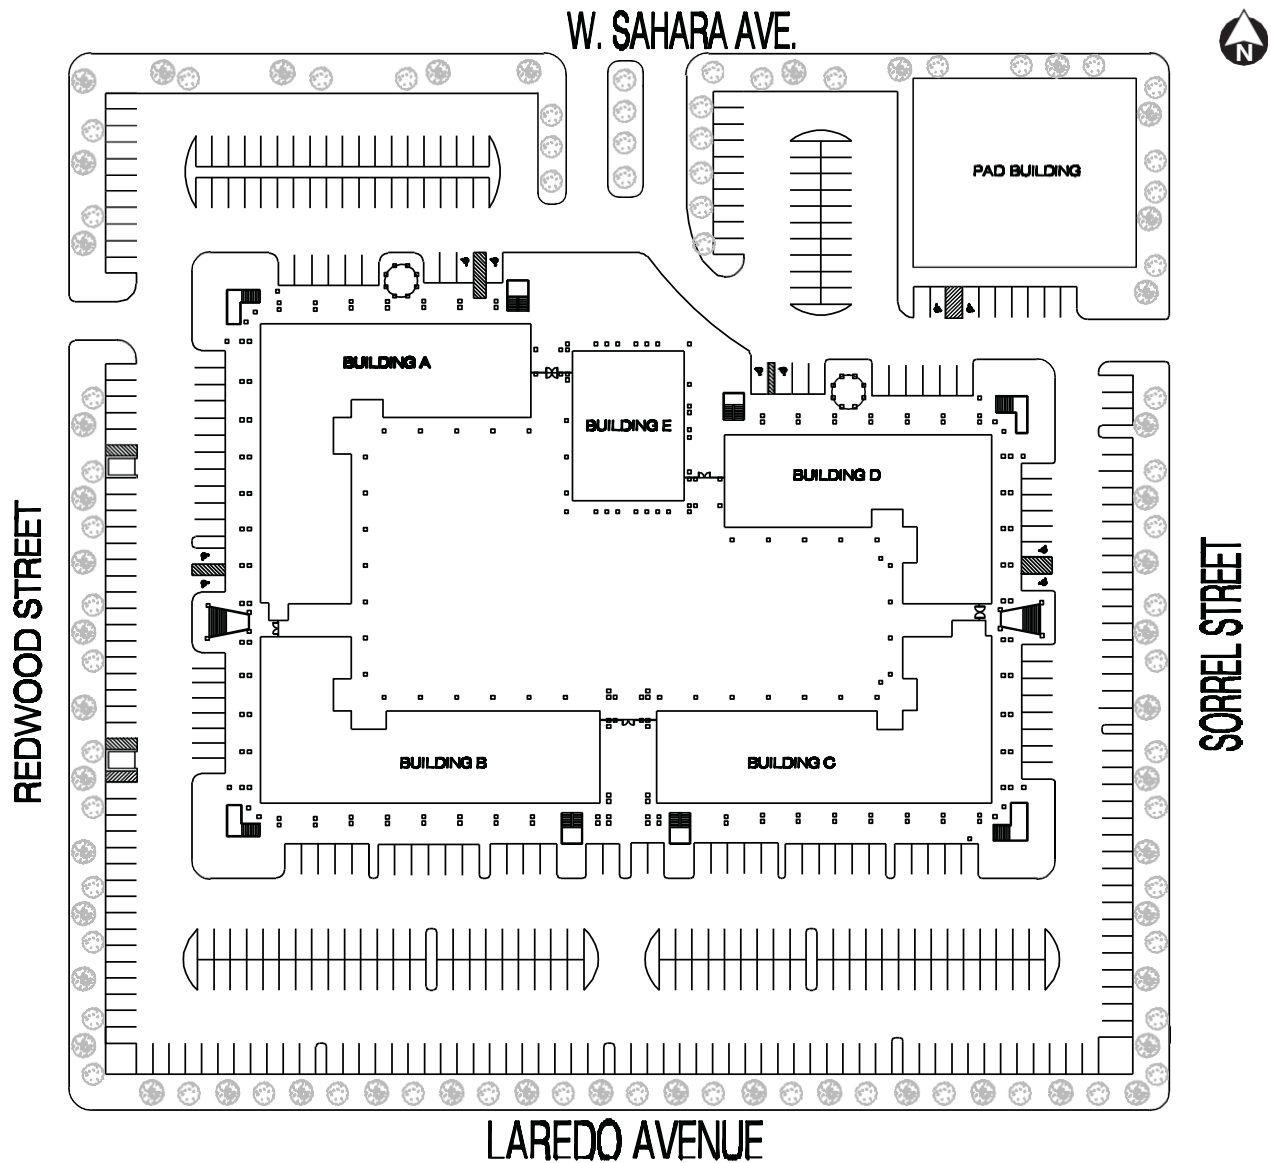 W. SAHARA AVE.
N
PAD BUILDING
BUILDING A
BUILDING E
BUILDING D
REDWOOD STREET
SORREL STREET
BUILDING B
BUILDING C
LAREDO AVENUE